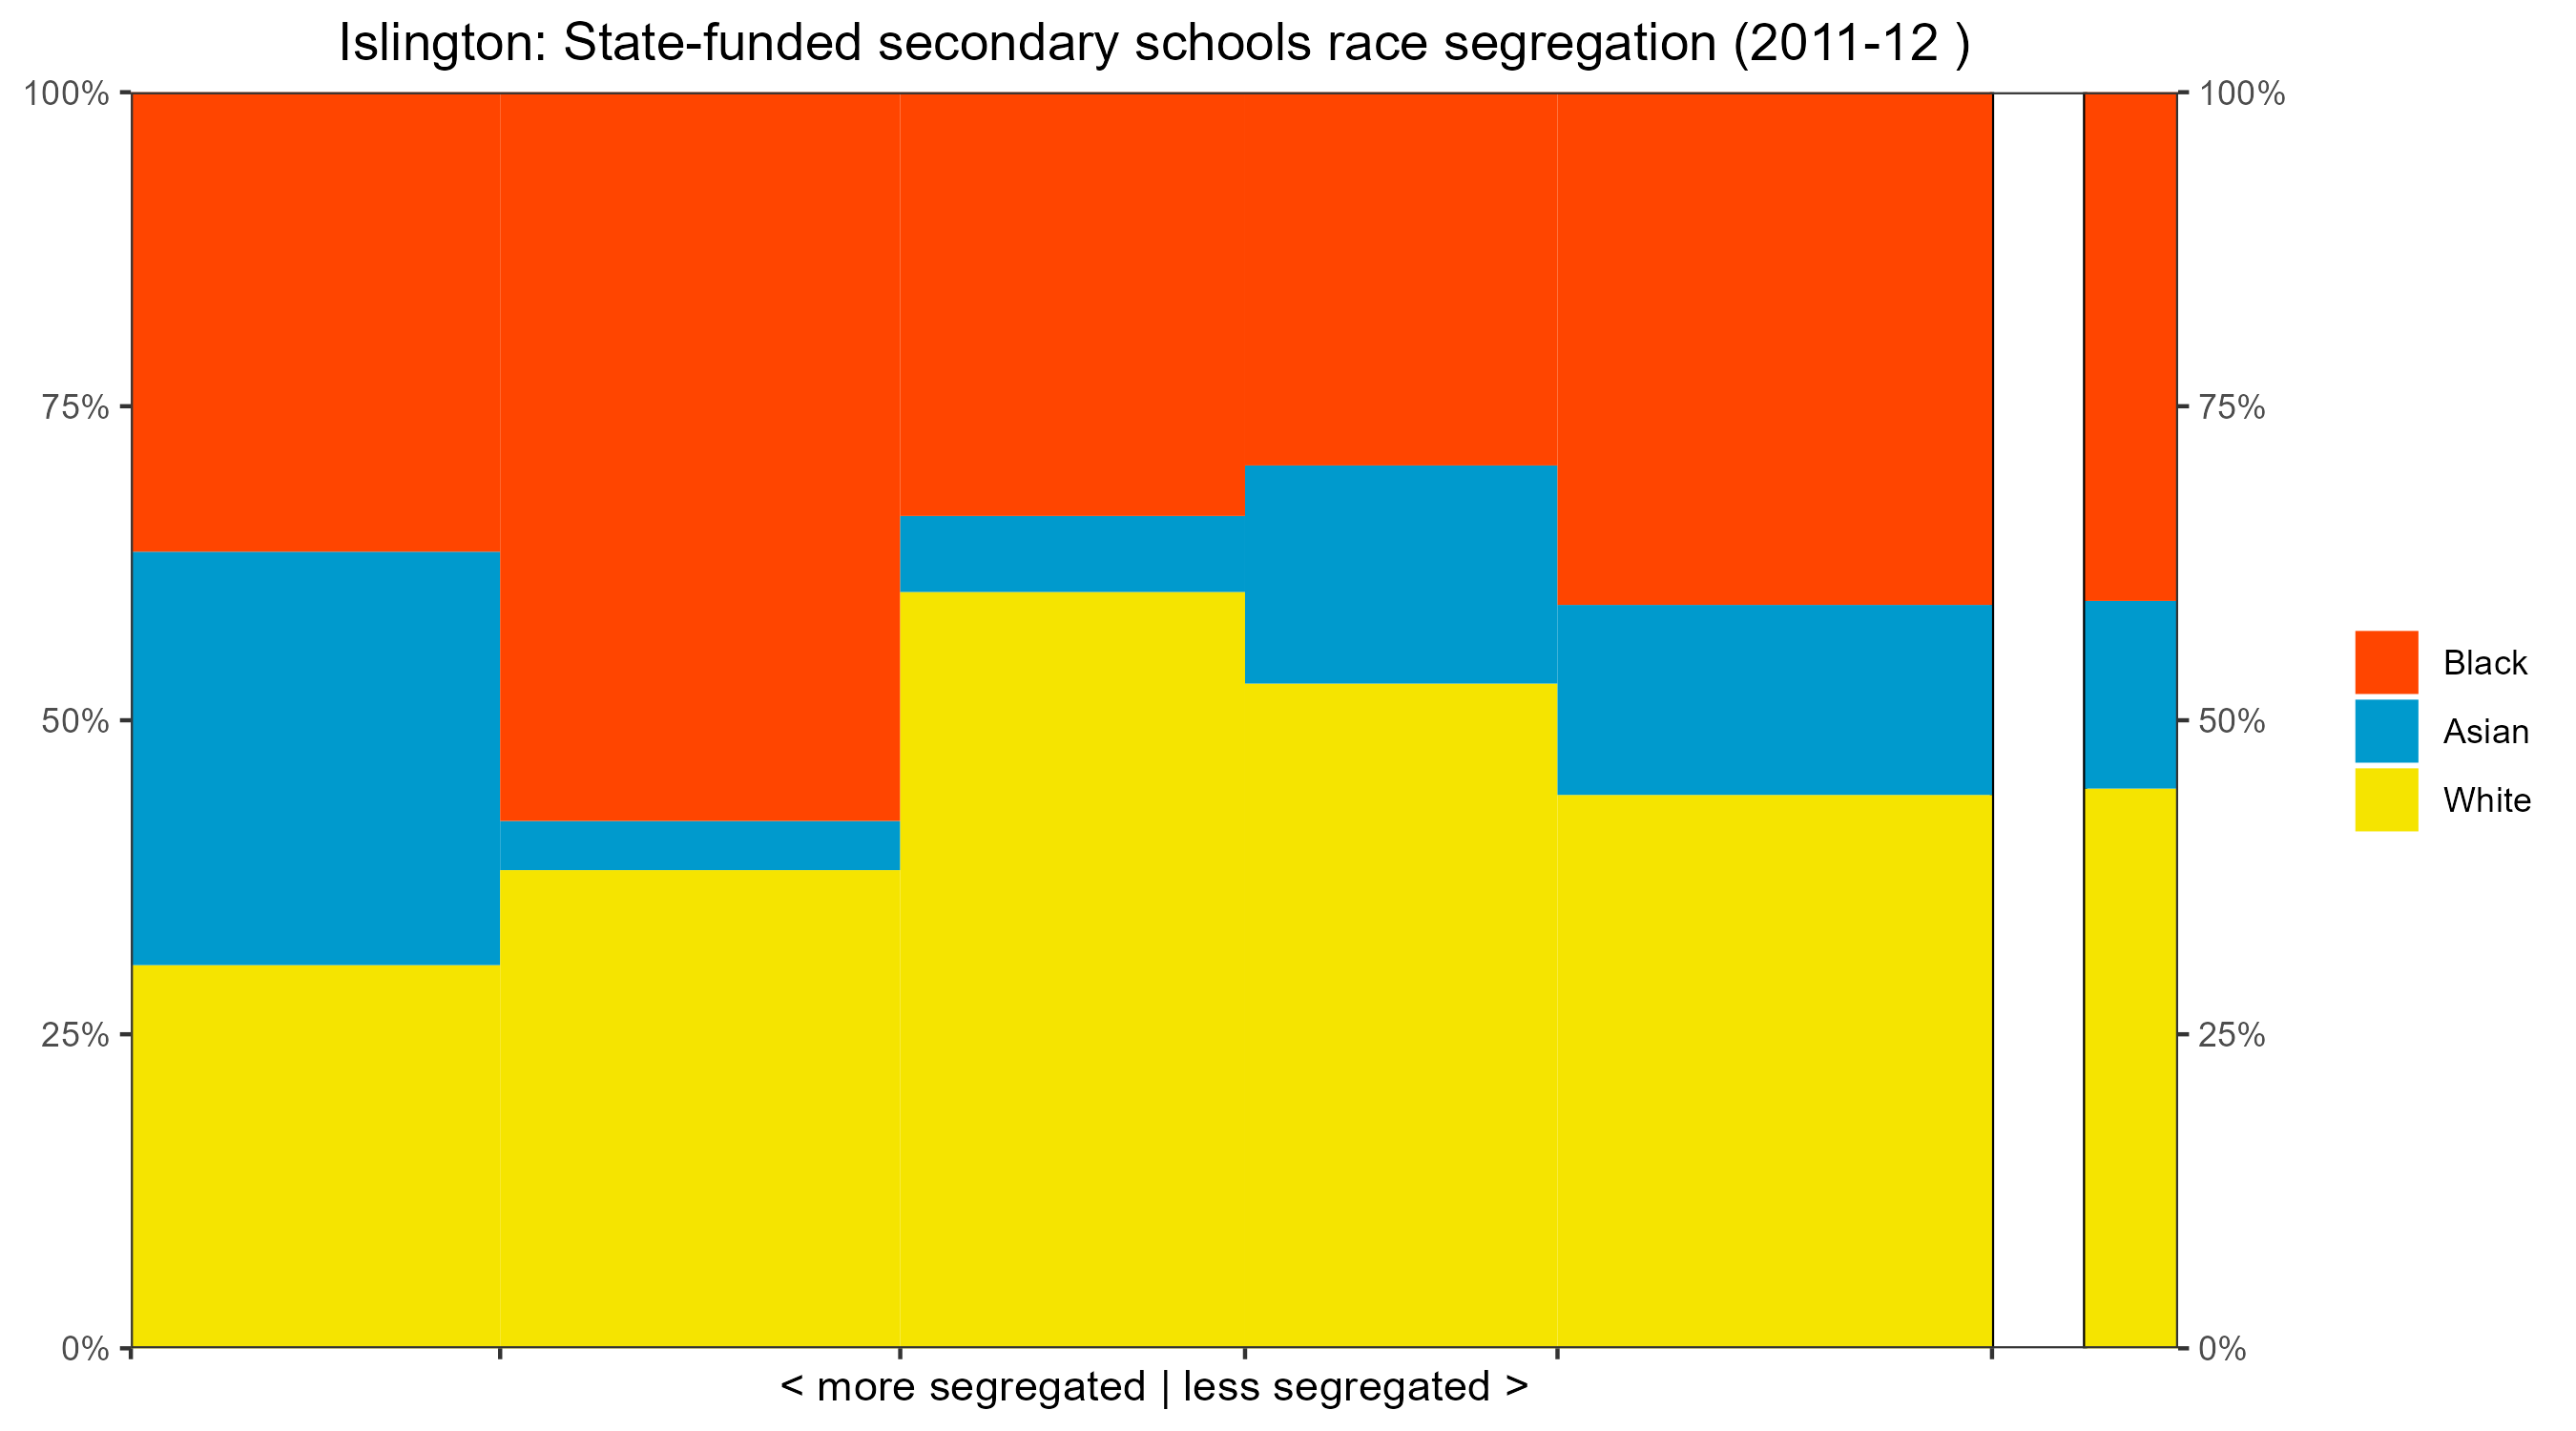 Islington: State-funded secondary schools race segregation (2011-12 )
100%
75%
50%
25%
0%
100%
75%
50%
25%
0%
Black
Asian
White
< more segregated | less segregated >